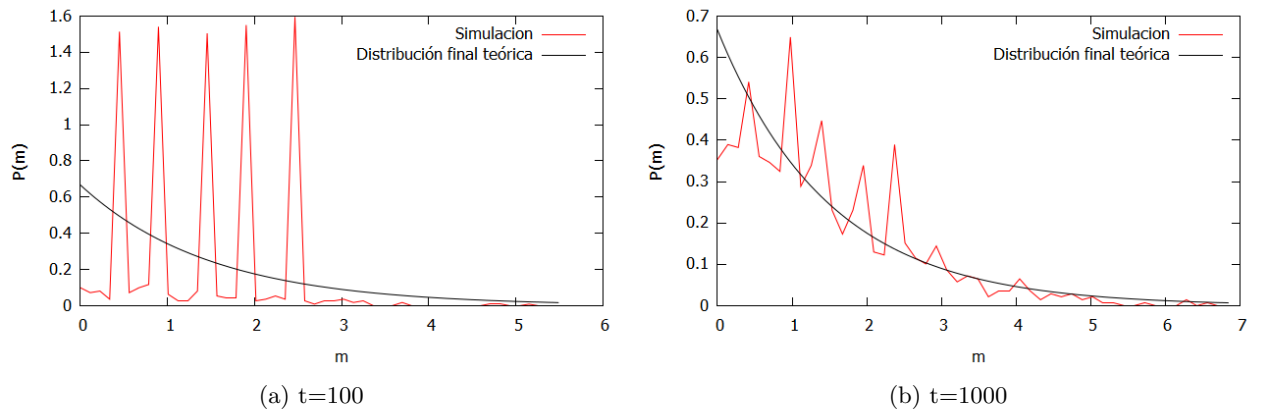 1.6
1.4
1.2
1
0.8
0.6
0.4
0.2
0
P(m)
0 1 2 3 4 5 6
m
Simulacion
Distribución final teórica
(a) t=100
0.7
0.6
0.5
0.4
0.3
0.2
0.1
0
P(m)
0 1 2 3 4 5 6 7
m
Simulacion
Distribución final teórica
(b) t=1000